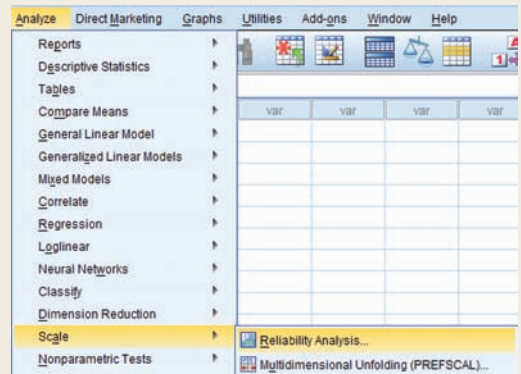 Analyze Direct Marketing Graphs Utilities Add-ons Window Help
Reports
Descriptive Statistics
Tables
Compare Means
var var var var
General Linear Model
Generalized Linear Models
Mixed Models
Correlate
Regression
Loglinear
Neural Networks
Classify
Dimension Reduction
Scale
Reliability Analysis...
Nonparametric Tests
Multidimensional Unfolding (PREFSCAL)...